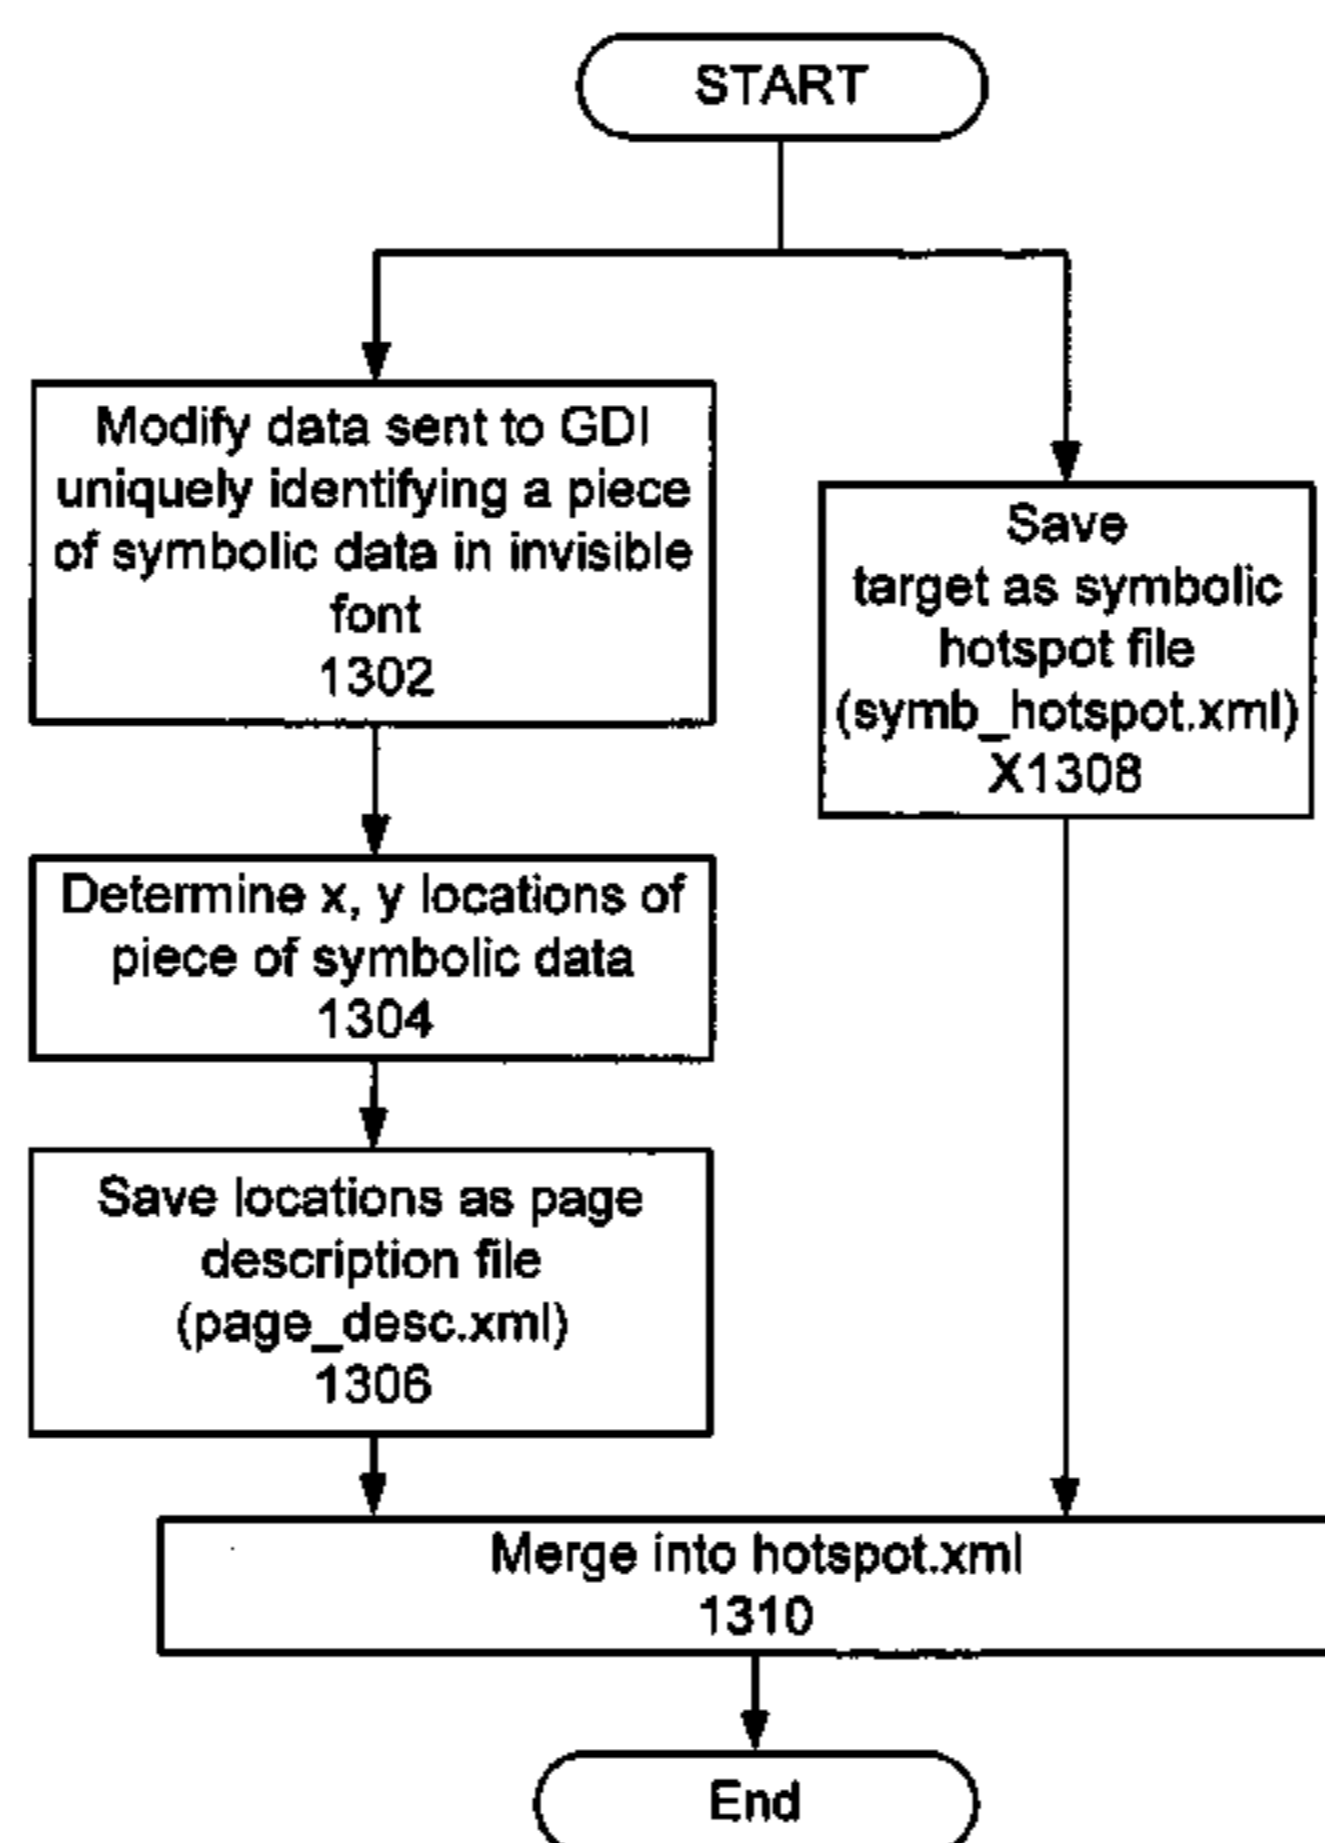 START
Modify data sent to GDI
uniquely identifying a piece
of symbolic data in invisible
font
1302
Save
target as symbolic
hotspot file
(symb_hotspot.xml)
X1308
Determine x, y locations of
piece of symbolic data
1304
Save locations as page
description file
(page_desc.xml)
1306
Merge into hotspot.xml
1310
End